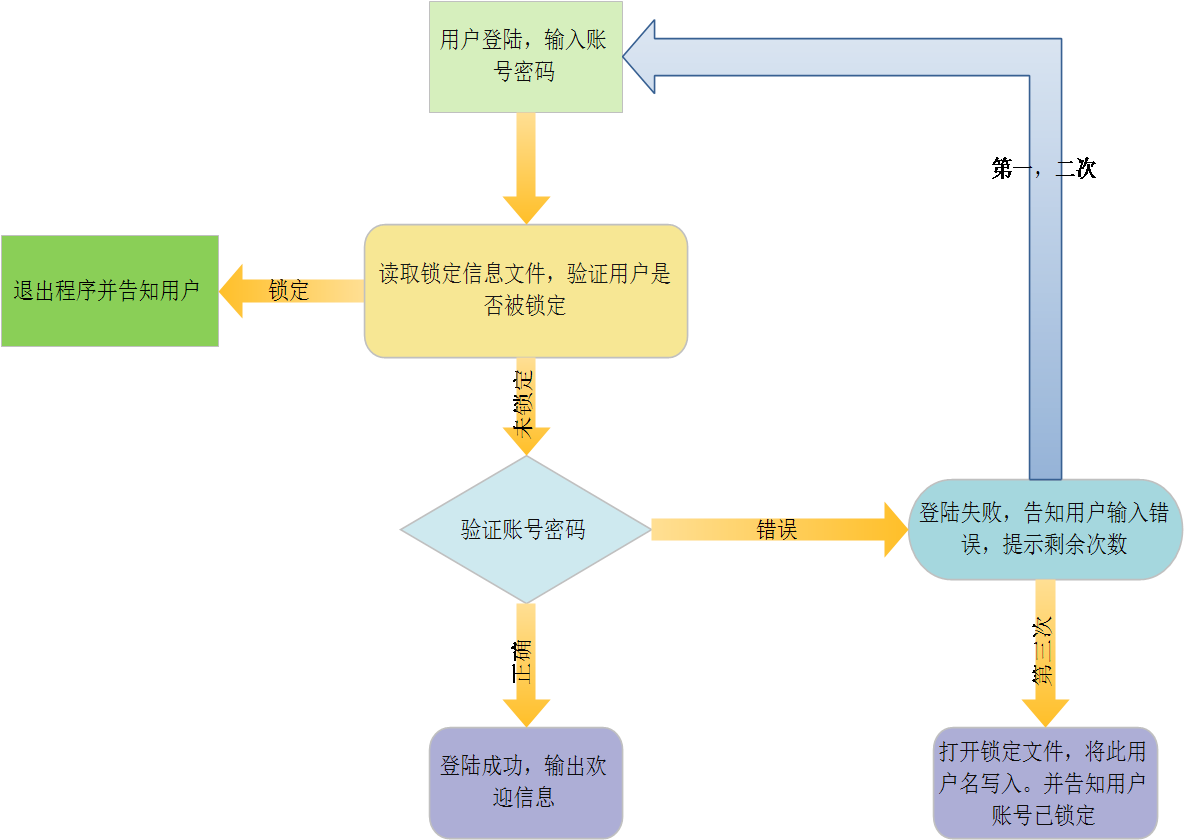 用户登陆，输入账
号密码
第一，二次
读取锁定信息文件，验证用户是
否被锁定
锁定
退出程序并告知用户
未锁定
验证账号密码
错误
登陆失败，告知用户输入错
误，提示剩余次数
正确
第三次
登陆成功，输出欢
迎信息
打开锁定文件，将此用
户名写入。并告知用户
账号已锁定